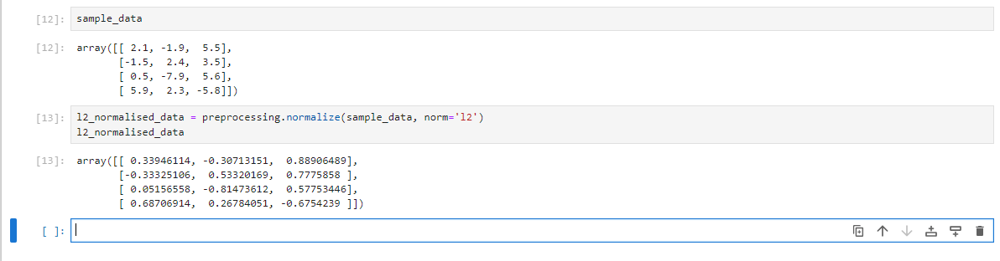 [12]: sample_data
[12]: array([[ 2.1, -1.9,  5.5],
       [-1.5,  2.4,  3.5],
       [ 0.5, -7.9,  5.6],
       [ 5.9,  2.3, -5.8]])
[13]: l2_normalised_data = preprocessing.normalize(sample_data, norm='l2')
l2_normalised_data
[13]: array([[ 0.33946114, -0.30713151,  0.88906489],
       [-0.33325106,  0.53320169,  0.7775858 ],
       [ 0.05156558, -0.81473612,  0.57753446],
       [ 0.68706914,  0.26784051, -0.6754239 ]])
[ ]: